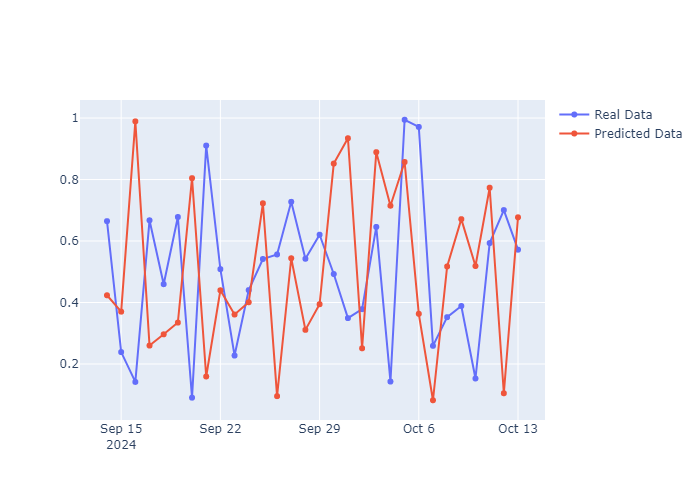 Real Data
Predicted Data
1
0.8
0.6
0.4
0.2
Sep 15
2024
Sep 22
Sep 29
Oct 6
Oct 13